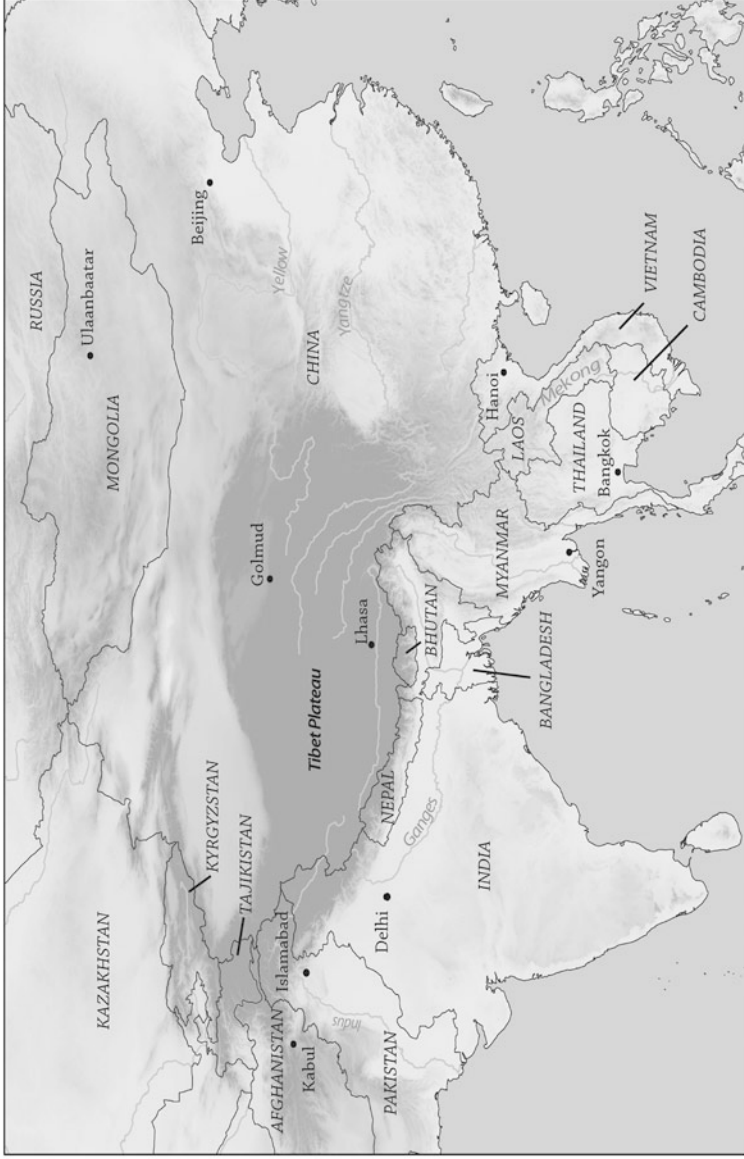 RUSSIA
Ulaanbaatar
MONGOLIA
KAZAKHSTAN
KYRGYZSTAN
TAJIKISTAN
Beijing
Yellow
Yangtze
CHINA
Golmud
Lhasa
Tibet Plateau
Islamabad
AFGHANISTAN
Kabul
Indus
PAKISTAN
NEPAL
Ganges
Delhi
INDIA
BHUTAN
BANGLADESH
MYANMAR
Yangon
Hanoi
LAOS
Mekong
THAILAND
Bangkok
VIETNAM
CAMBODIA